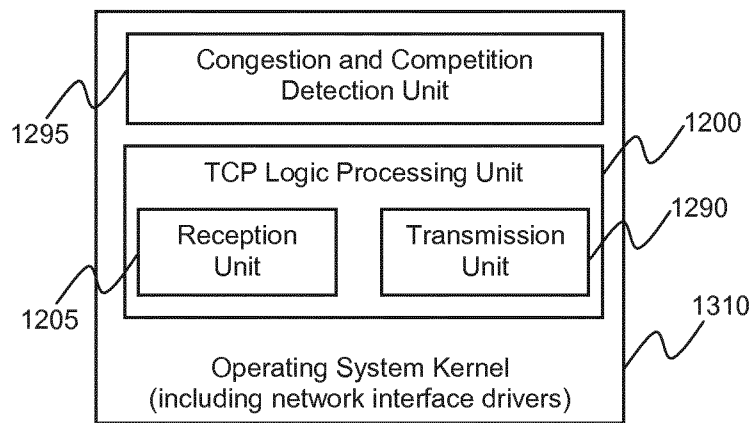 Congestion and Competition
Detection Unit
1295
1200
TCP Logic Processing Unit
1290
Reception
Unit
Transmission
Unit
1205
1310
Operating System Kernel
(including network interface drivers)